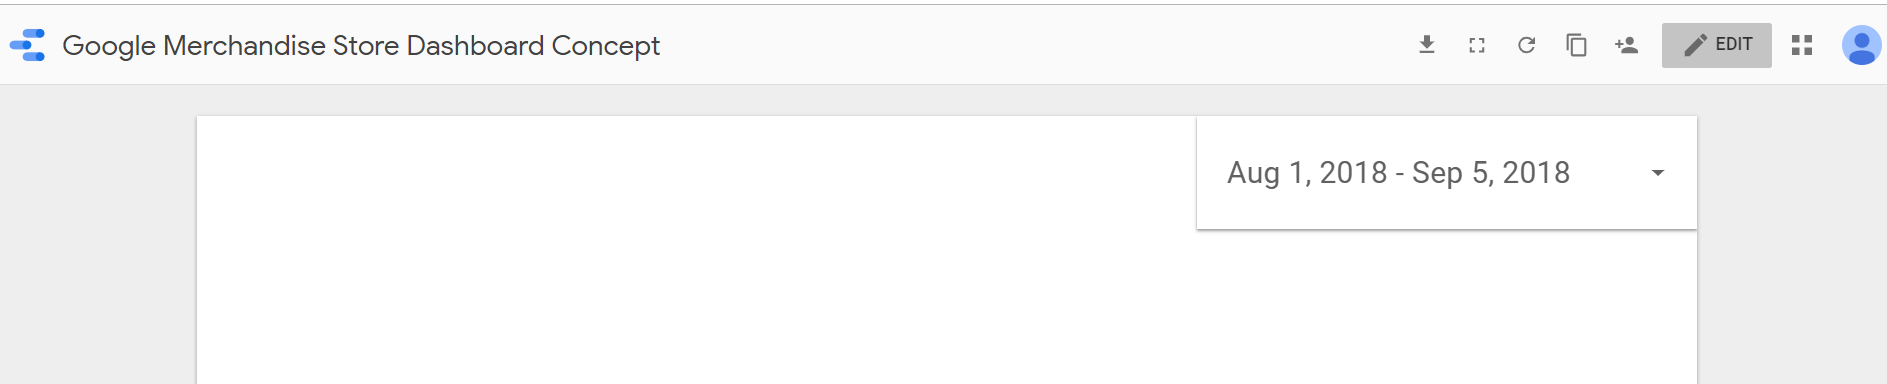 Google Merchandise Store Dashboard Concept
EDIT
Aug 1, 2018 - Sep 5, 2018